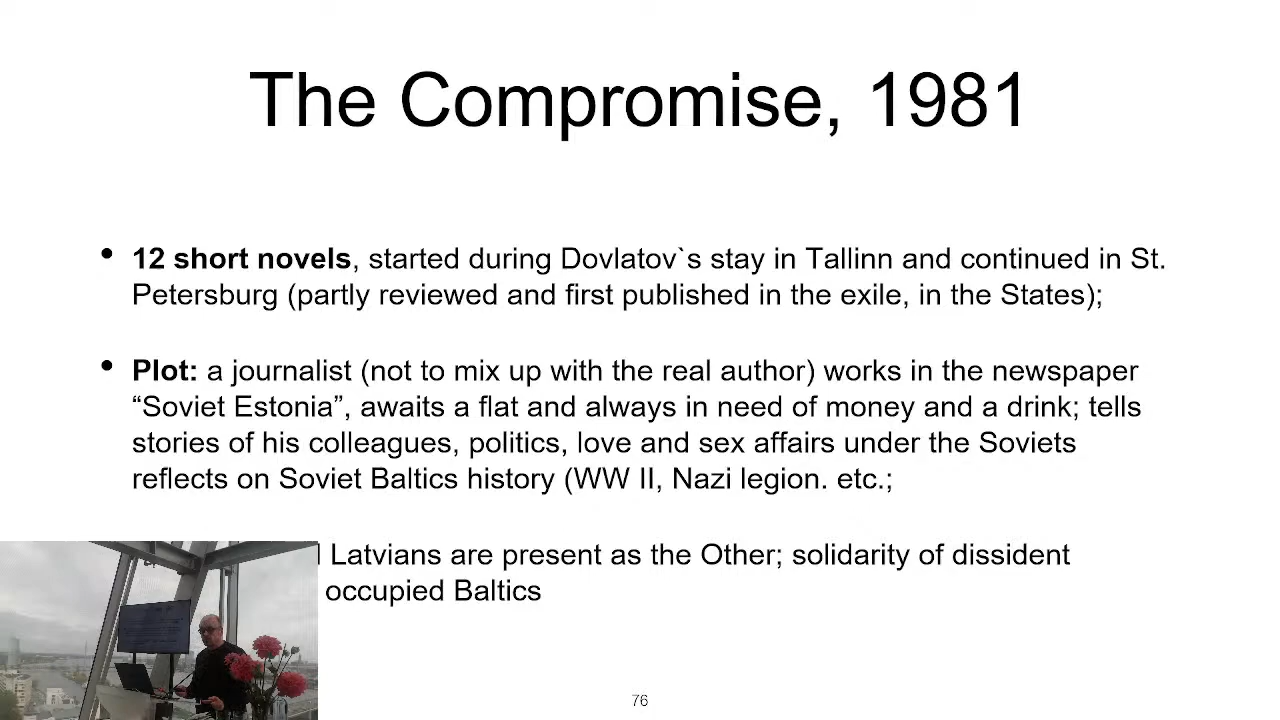 The Compromise, 1981
• 12 short novels, started during Dovlatov`s stay in Tallinn and continued in St.
Petersburg (partly reviewed and first published in the exile, in the States);
• Plot: a journalist (not to mix up with the real author) works in the newspaper
“Soviet Estonia”, awaits a flat and always in need of money and a drink; tells
stories of his colleagues, politics, love and sex affairs under the Soviets
reflects on Soviet Baltics history (WW II, Nazi legion. etc.;
Latvians are present as the Other; solidarity of dissident
occupied Baltics
76